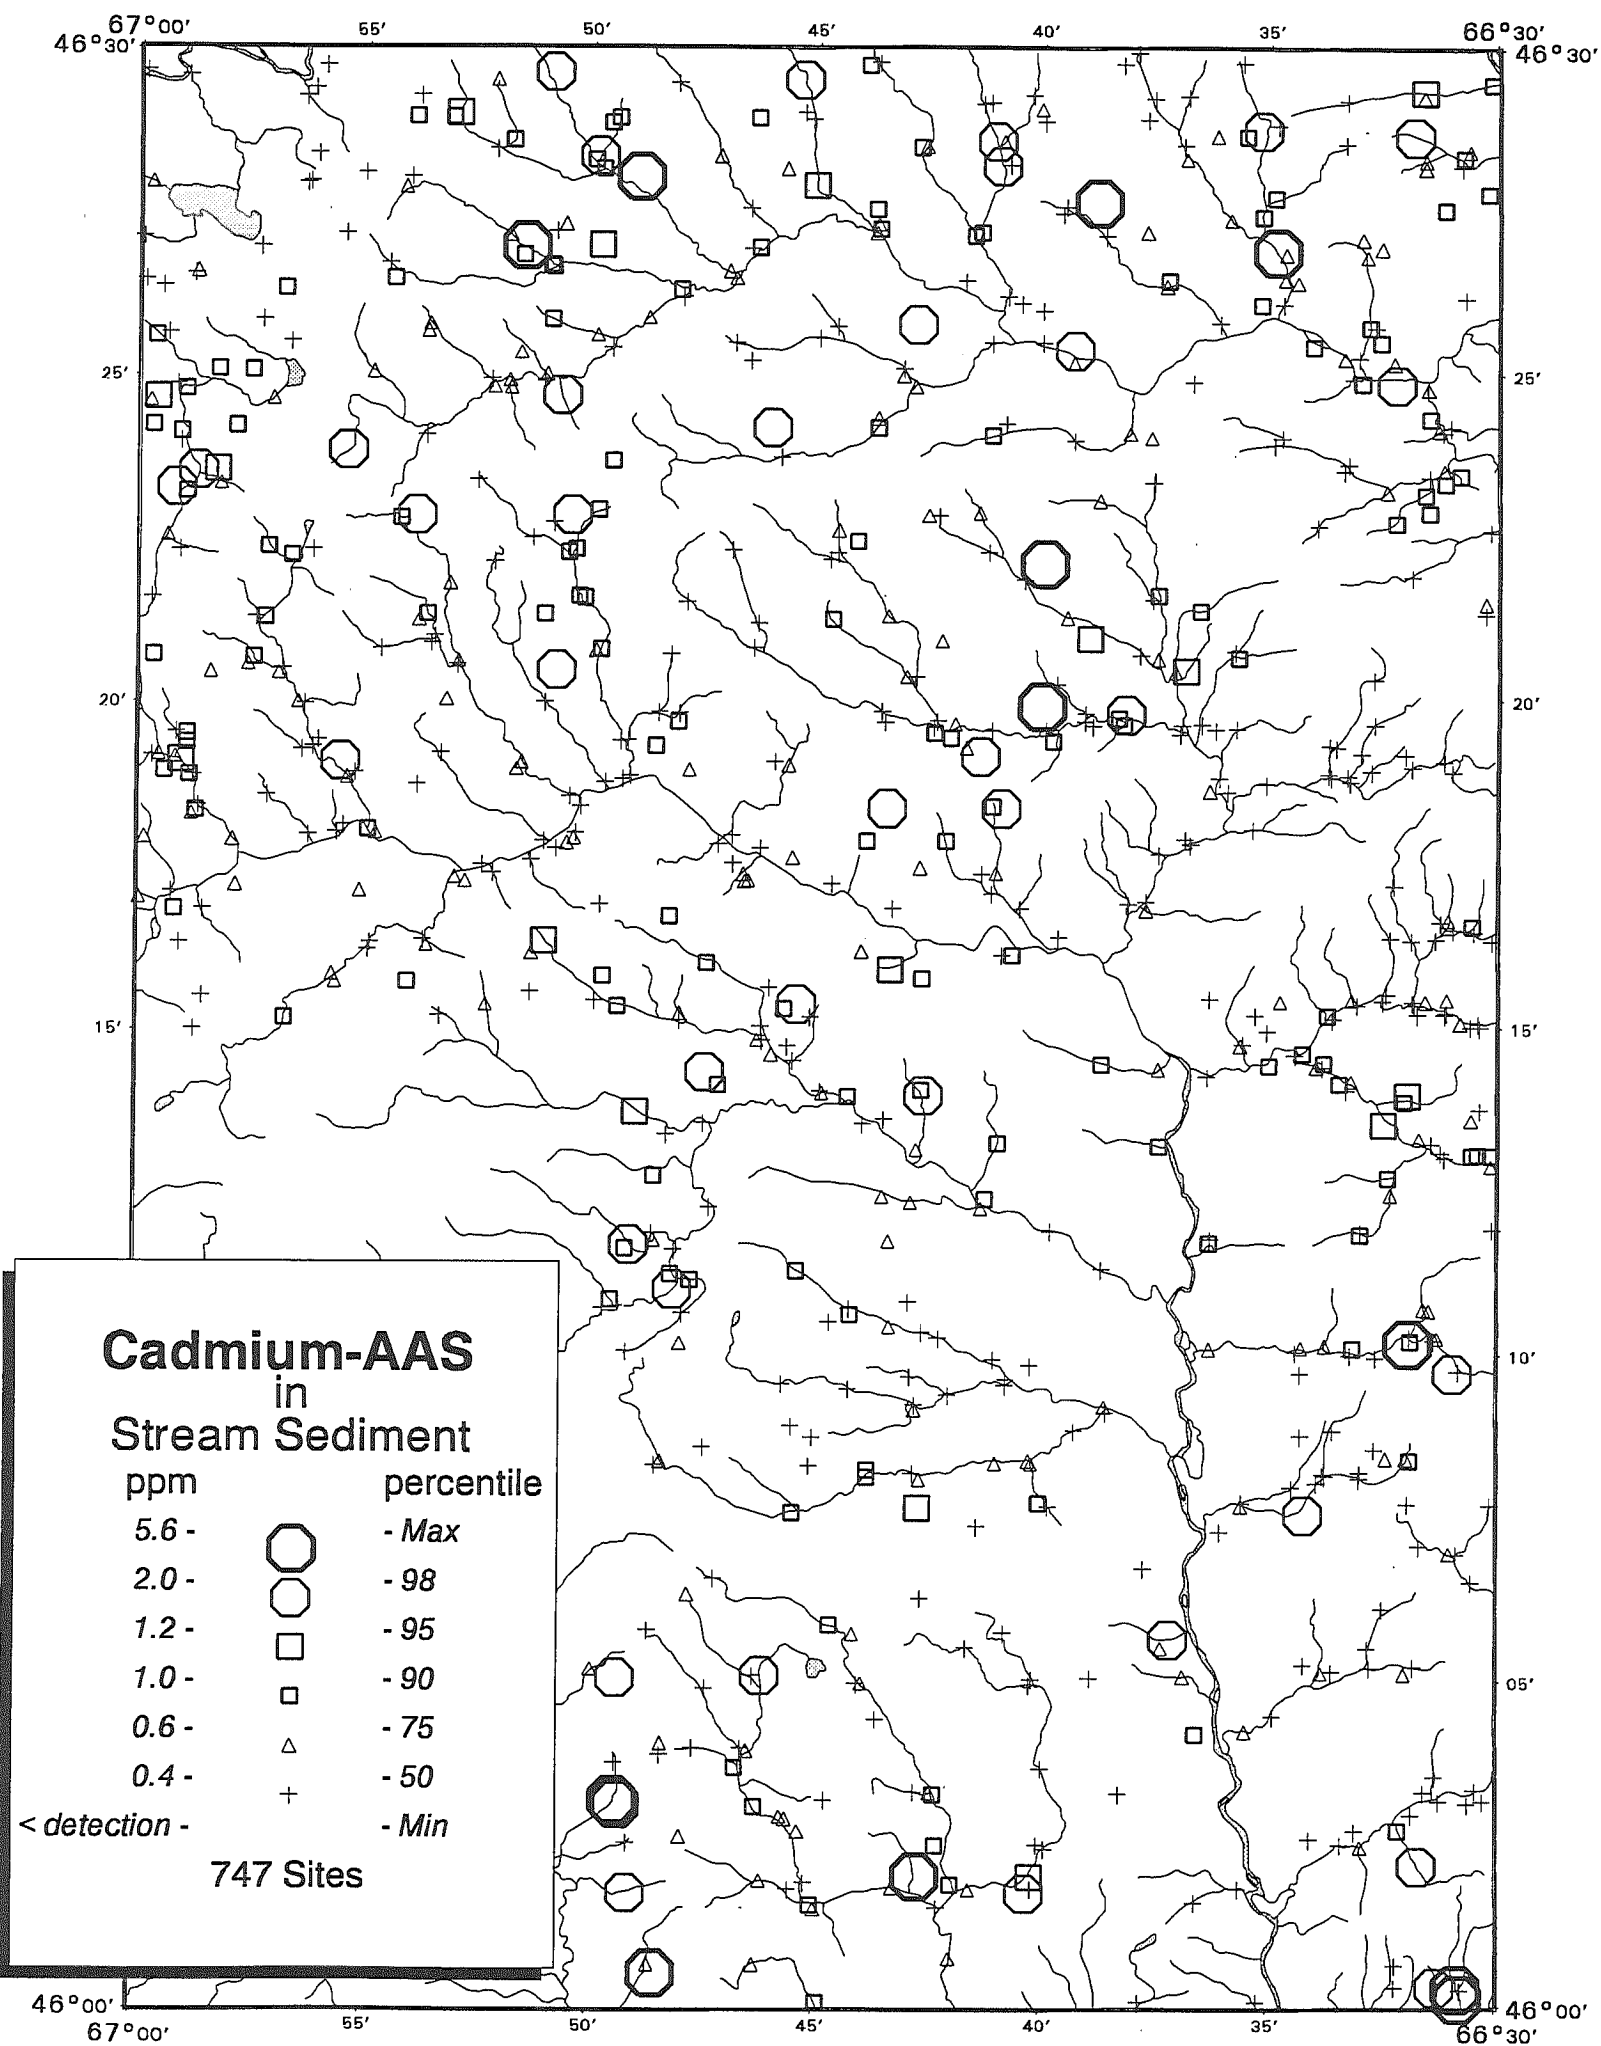 67°00′ 55′ 50′ 45′ 40′ 35′ 66°30′
46°30′ 46°30′
25′ 25′
20′ 20′
15′ 15′
10′
05′
Cadmium-AAS
in
Stream Sediment
ppm percentile
5.6 - - Max
2.0 - - 98
1.2 - - 95
1.0 - - 90
0.6 - - 75
0.4 - - 50
< detection - - Min
747 Sites
46°00′ 46°00′
67°00′ 55′ 50′ 45′ 40′ 35′ 66°30′